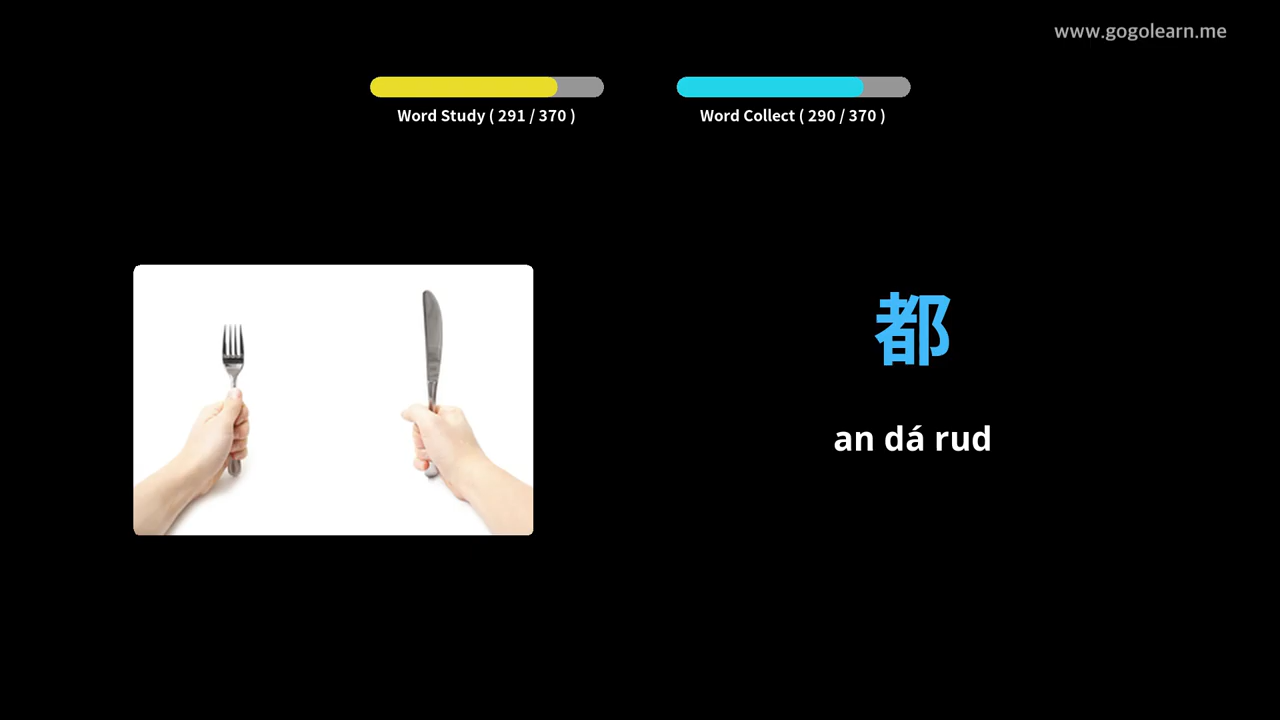 www.gogolearn.me
Word Study ( 291 / 370 )
Word Collect ( 290 / 370 )
都
an dá rud